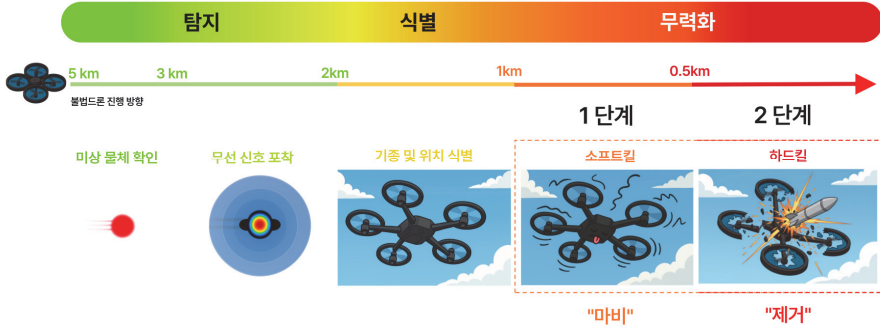 탐지
식별
무력화
5 km
3 km
2km
1km
0.5km
불법드론 진행 방향
1 단계
2 단계
미상 물체 확인
무선 신호 포착
기종 및 위치 식별
소프트킬
하드킬
"마비"
"제거"